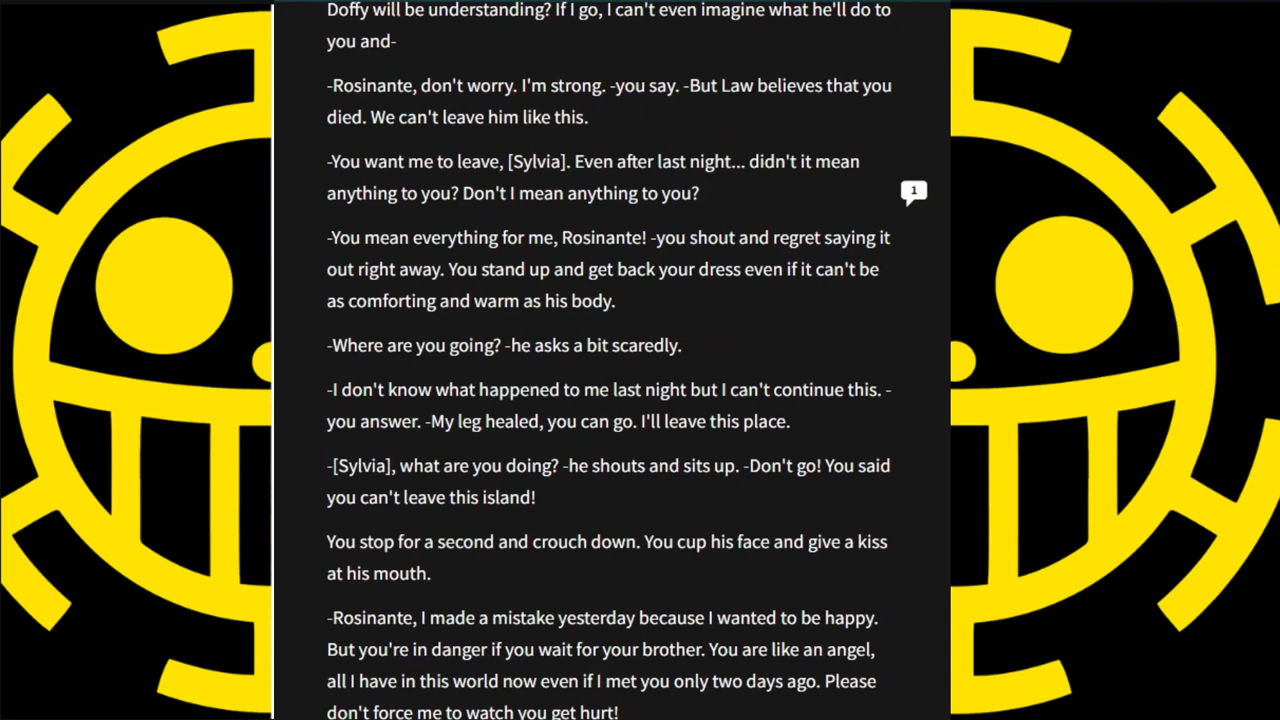 Doffy will be understanding? If I go, I can't even imagine what he'll do to
you and-
-Rosinante, don't worry. I'm strong. -you say. -But Law believes that you
died. We can't leave him like this.
-You want me to leave, [Sylvia]. Even after last night... didn't it mean
anything to you? Don't I mean anything to you?
1
-You mean everything for me, Rosinante! -you shout and regret saying it
out right away. You stand up and get back your dress even if it can't be
as comforting and warm as his body.
-Where are you going? -he asks a bit scaredly.
-I don't know what happened to me last night but I can't continue this. -
you answer. -My leg healed, you can go. I'll leave this place.
-[Sylvia], what are you doing? -he shouts and sits up. -Don't go! You said
you can't leave this island!
You stop for a second and crouch down. You cup his face and give a kiss
at his mouth.
-Rosinante, I made a mistake yesterday because I wanted to be happy.
But you're in danger if you wait for your brother. You are like an angel,
all I have in this world now even if I met you only two days ago. Please
don't force me to watch you get hurt!